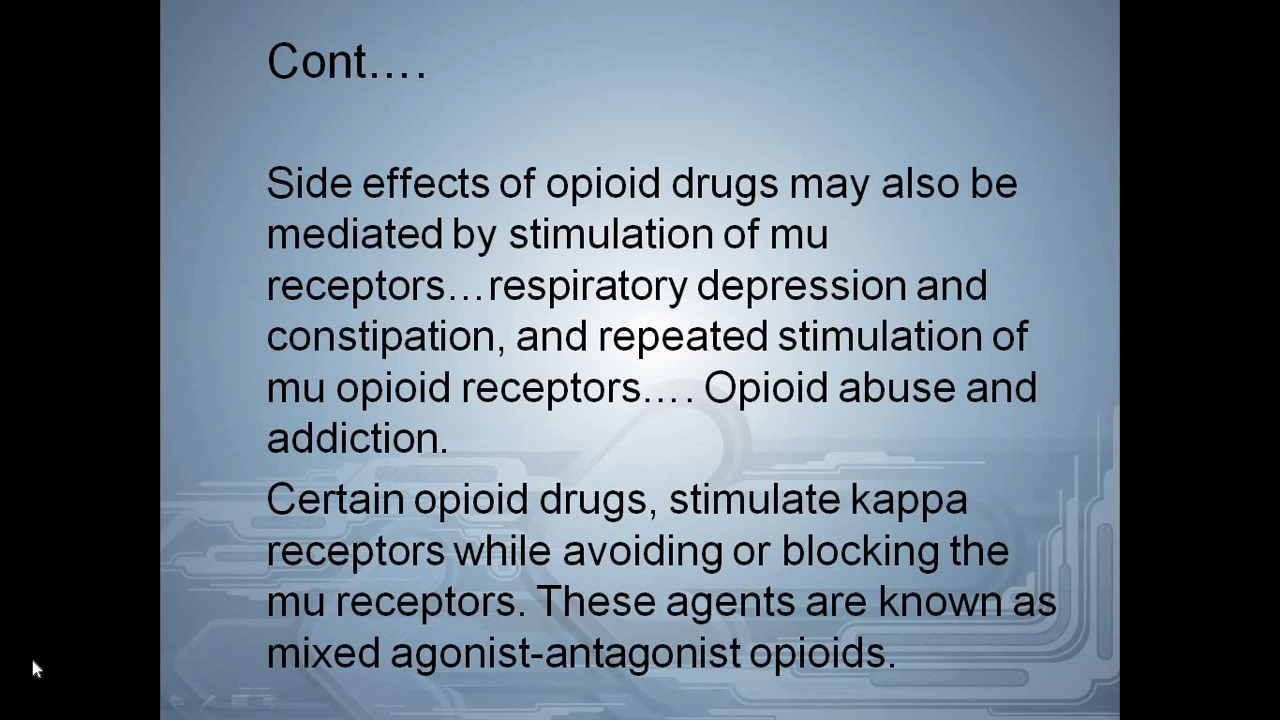 Cont….
Side effects of opioid drugs may also be
mediated by stimulation of mu
receptors…respiratory depression and
constipation, and repeated stimulation of
mu opioid receptors…. Opioid abuse and
addiction.
Certain opioid drugs, stimulate kappa
receptors while avoiding or blocking the
mu receptors. These agents are known as
mixed agonist-antagonist opioids.